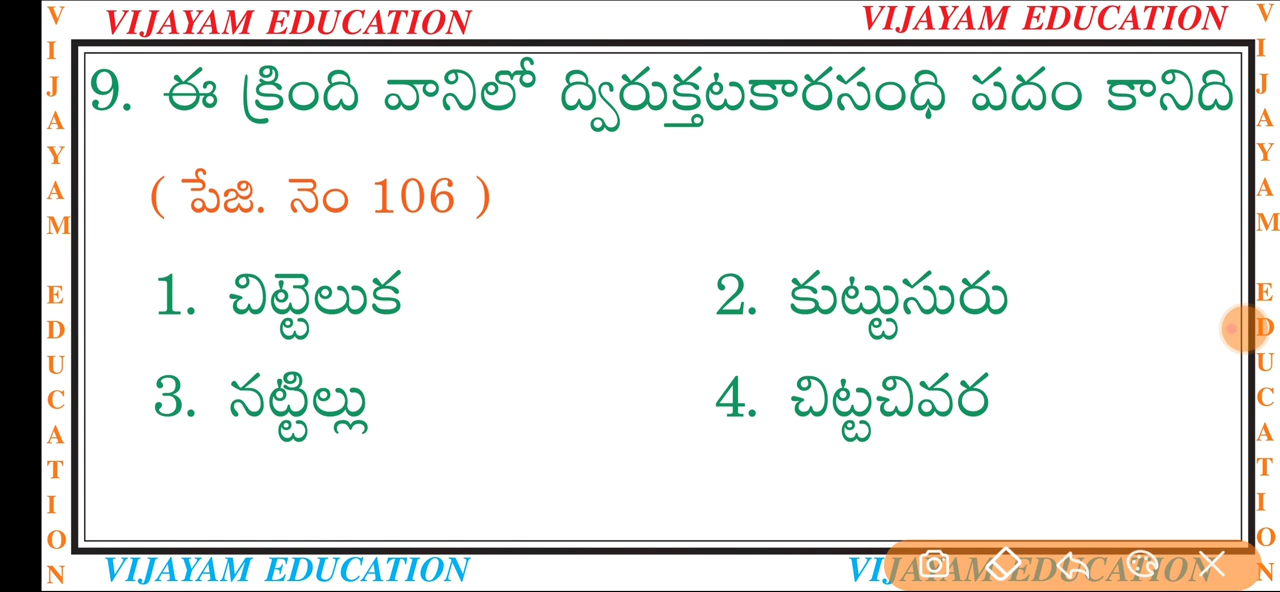 VIJAYAM EDUCATION
VIJAYAM EDUCATION
9. ఈ క్రింది వానిలో ద్విరుక్తటకారసంధి పదం కానిది
( పేజి. నెం 106 )
1. చిట్టెలుక
2. కుట్టుసురు
3. నట్టిల్లు
4. చిట్టచివర
VIJAYAM EDUCATION
VIJAYAM EDUCATION
VIJAYAM EDUCATION
VIJAYAM EDUCATION